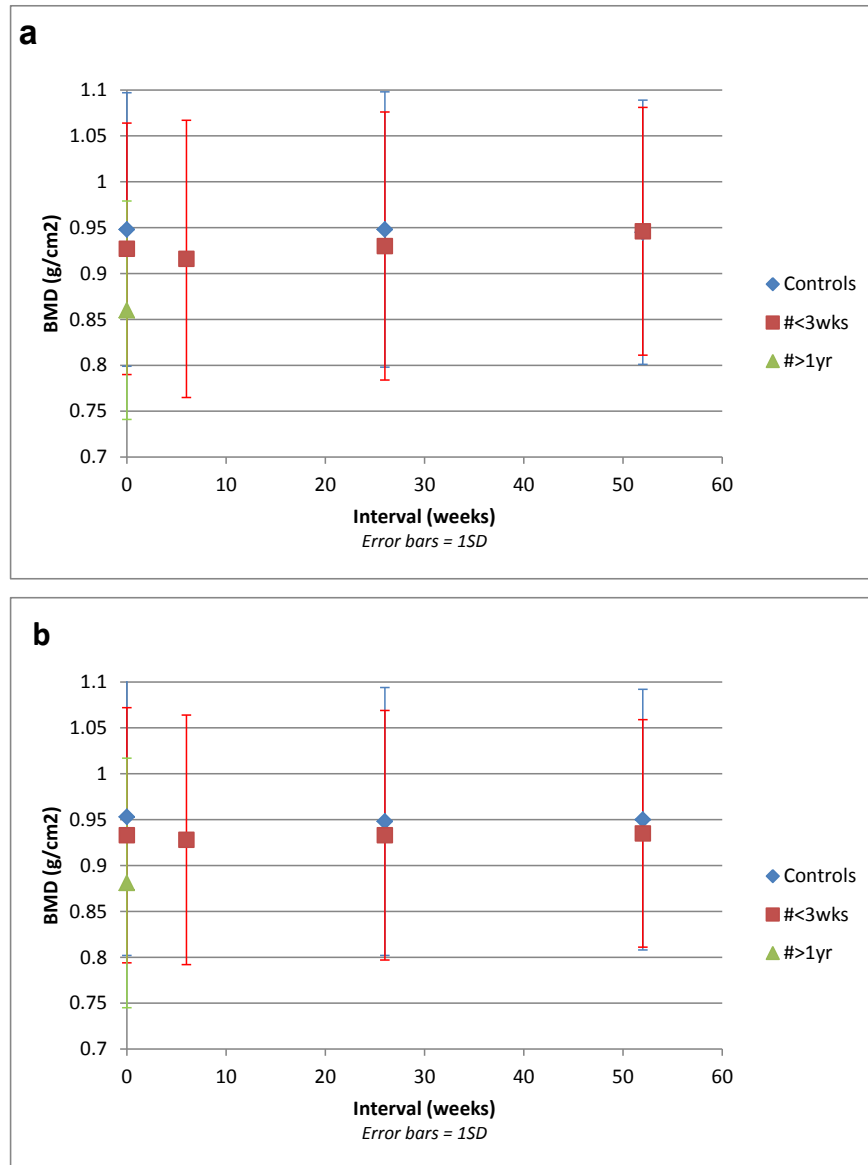 a
1.1
1.05
1
0.95
0.9
0.85
0.8
0.75
0.7
BMD (g/cm2)
0 10 20 30 40 50 60
Interval (weeks)
Error bars = 1SD
Controls
#<3wks
#>1yr
b
1.1
1.05
1
0.95
0.9
0.85
0.8
0.75
0.7
BMD (g/cm2)
0 10 20 30 40 50 60
Interval (weeks)
Error bars = 1SD
Controls
#<3wks
#>1yr